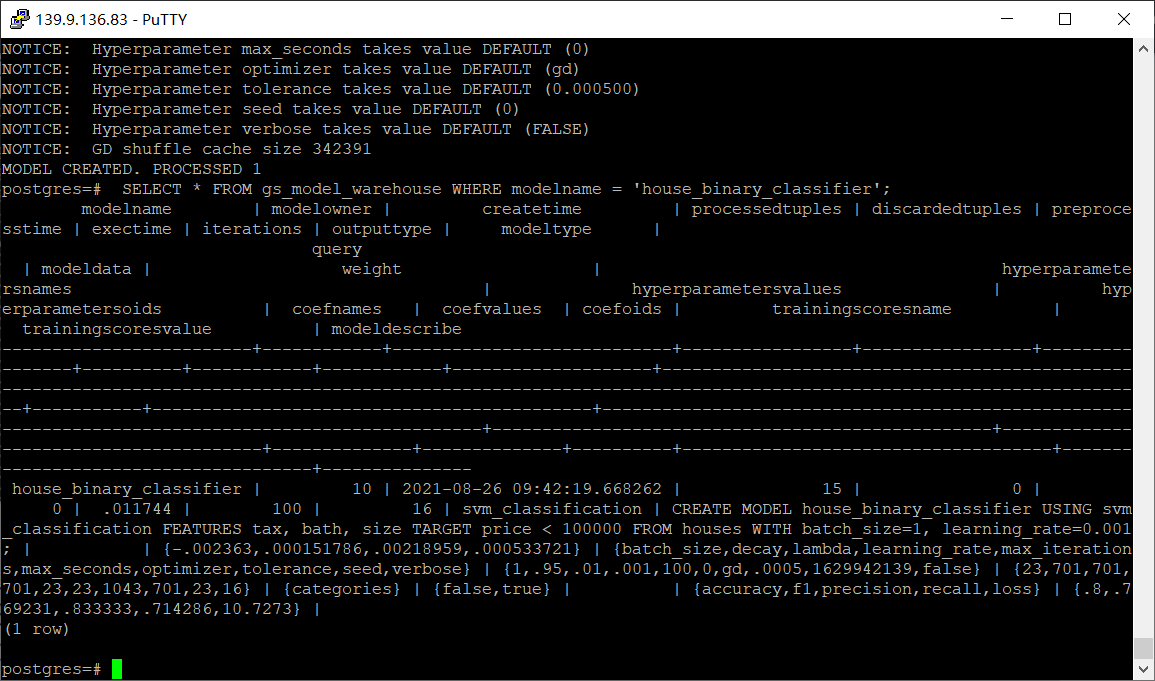 139.9.136.83 - PuTTY
NOTICE:  Hyperparameter max_seconds takes value DEFAULT (0)
NOTICE:  Hyperparameter optimizer takes value DEFAULT (gd)
NOTICE:  Hyperparameter tolerance takes value DEFAULT (0.000500)
NOTICE:  Hyperparameter seed takes value DEFAULT (0)
NOTICE:  Hyperparameter verbose takes value DEFAULT (FALSE)
NOTICE:  GD shuffle cache size 342391
MODEL CREATED. PROCESSED 1
postgres=#  SELECT * FROM gs_model_warehouse WHERE modelname = 'house_binary_classifier';
        modelname        | modelowner |         createtime         | processedtuples | discardedtuples | preproce
sstime | exectime | iterations | outputtype |     modeltype      |
                               query
  | modeldata |                   weight                   |                                        hyperparamete
rsnames                                         |              hyperparametersvalues               |          hyp
erparametersoids          |  coefnames   |  coefvalues  | coefoids |         trainingscoresname          |
  trainingscoresvalue          | modeldescribe
-------------------------+------------+----------------------------+-----------------+-----------------+---------
-------+----------+------------+------------+--------------------+-----------------------------------------------
-----------------------------------------------------------------------------------------------------------------
--+-----------+--------------------------------------------+-----------------------------------------------------
------------------------------------------------+--------------------------------------------------+-------------
--------------------------+--------------+--------------+----------+-------------------------------------+-------
-------------------------------+---------------
 house_binary_classifier |         10 | 2021-08-26 09:42:19.668262 |              15 |               0 |
     0 |  .011744 |        100 |         16 | svm_classification | CREATE MODEL house_binary_classifier USING svm
_classification FEATURES tax, bath, size TARGET price < 100000 FROM houses WITH batch_size=1, learning_rate=0.001
; |           | {-.002363,.000151786,.00218959,.000533721} | {batch_size,decay,lambda,learning_rate,max_iteration
s,max_seconds,optimizer,tolerance,seed,verbose} | {1,.95,.01,.001,100,0,gd,.0005,1629942139,false} | {23,701,701,
701,23,23,1043,701,23,16} | {categories} | {false,true} |          | {accuracy,f1,precision,recall,loss} | {.8,.7
69231,.833333,.714286,10.7273} |
(1 row)
postgres=#